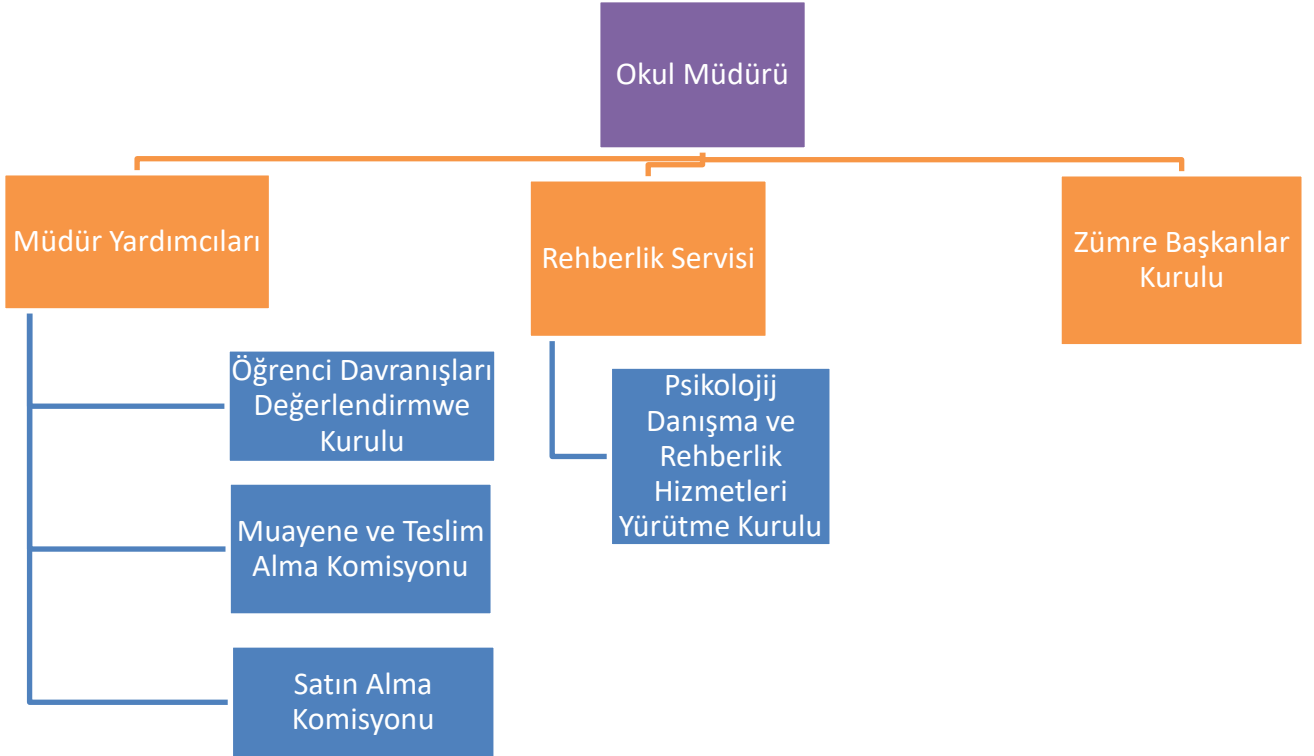 Okul Müdürü
Müdür Yardımcıları
Rehberlik Servisi
Zümre Başkanlar
Kurulu
Öğrenci Davranışları
Değerlendirmwe
Kurulu
Muayene ve Teslim
Alma Komisyonu
Satın Alma
Komisyonu
Psikolojij
Danışma ve
Rehberlik
Hizmetleri
Yürütme Kurulu